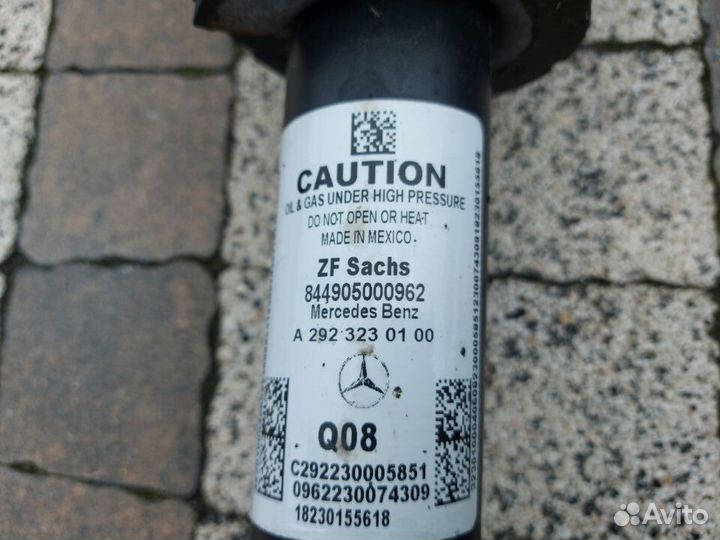 CAUTION
OIL & GAS UNDER HIGH PRESSURE
DO NOT OPEN OR HEAT
MADE IN MEXICO
ZF Sachs
844905000962
Mercedes Benz
A 292 323 01 00
Q08
C292230005851
0962230074309
18230155618
Avito